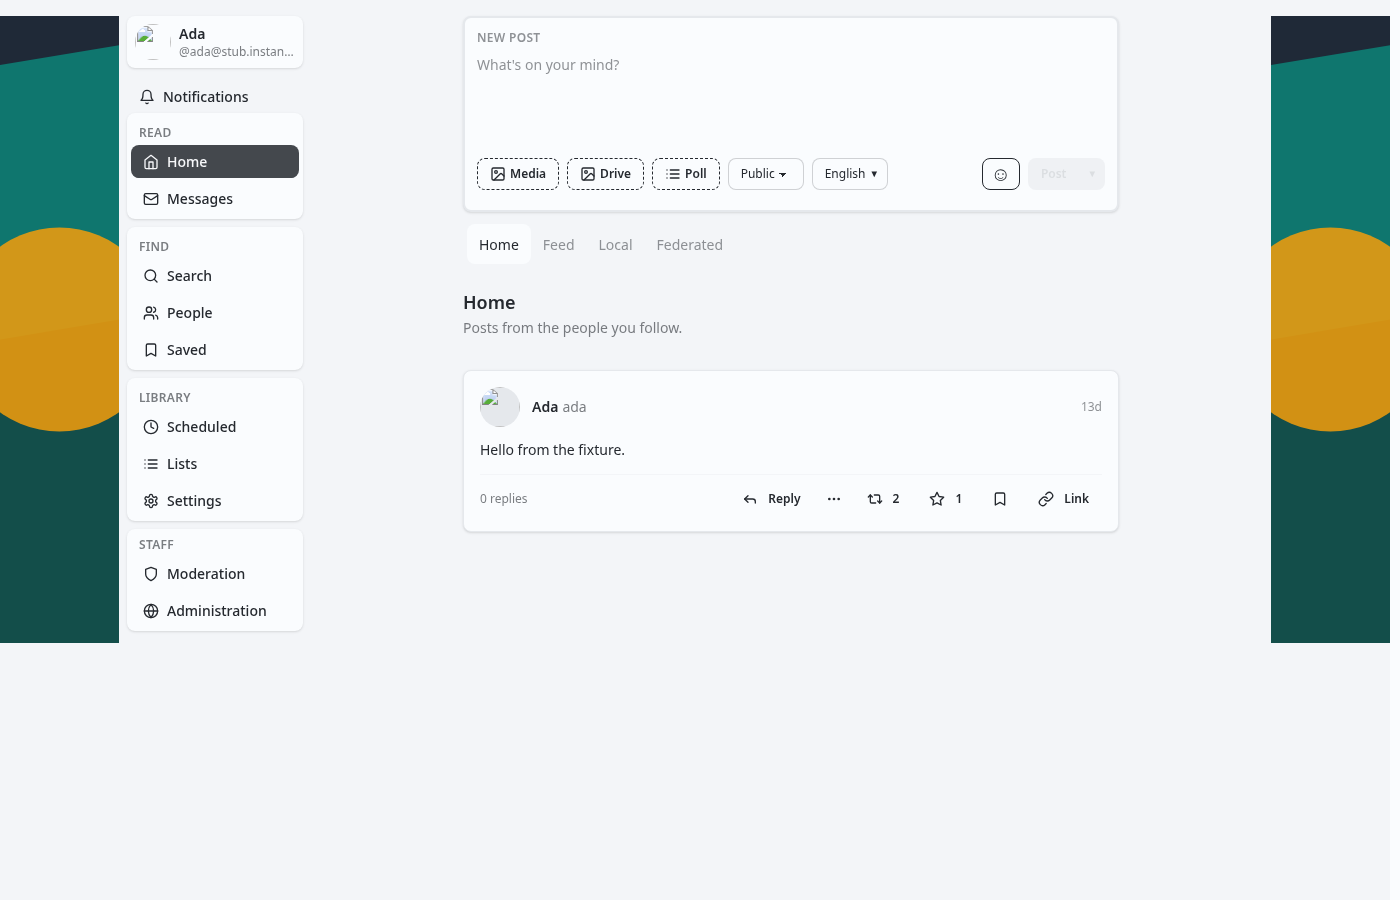 Ada
@ada@stub.instan...
Notifications
READ
Home
Messages
FIND
Search
People
Saved
LIBRARY
Scheduled
Lists
Settings
STAFF
Moderation
Administration
NEW POST
What's on your mind?
Media Drive Poll Public English Post
Home Feed Local Federated
Home
Posts from the people you follow.
Ada ada 13d
Hello from the fixture.
0 replies Reply 2 1 Link